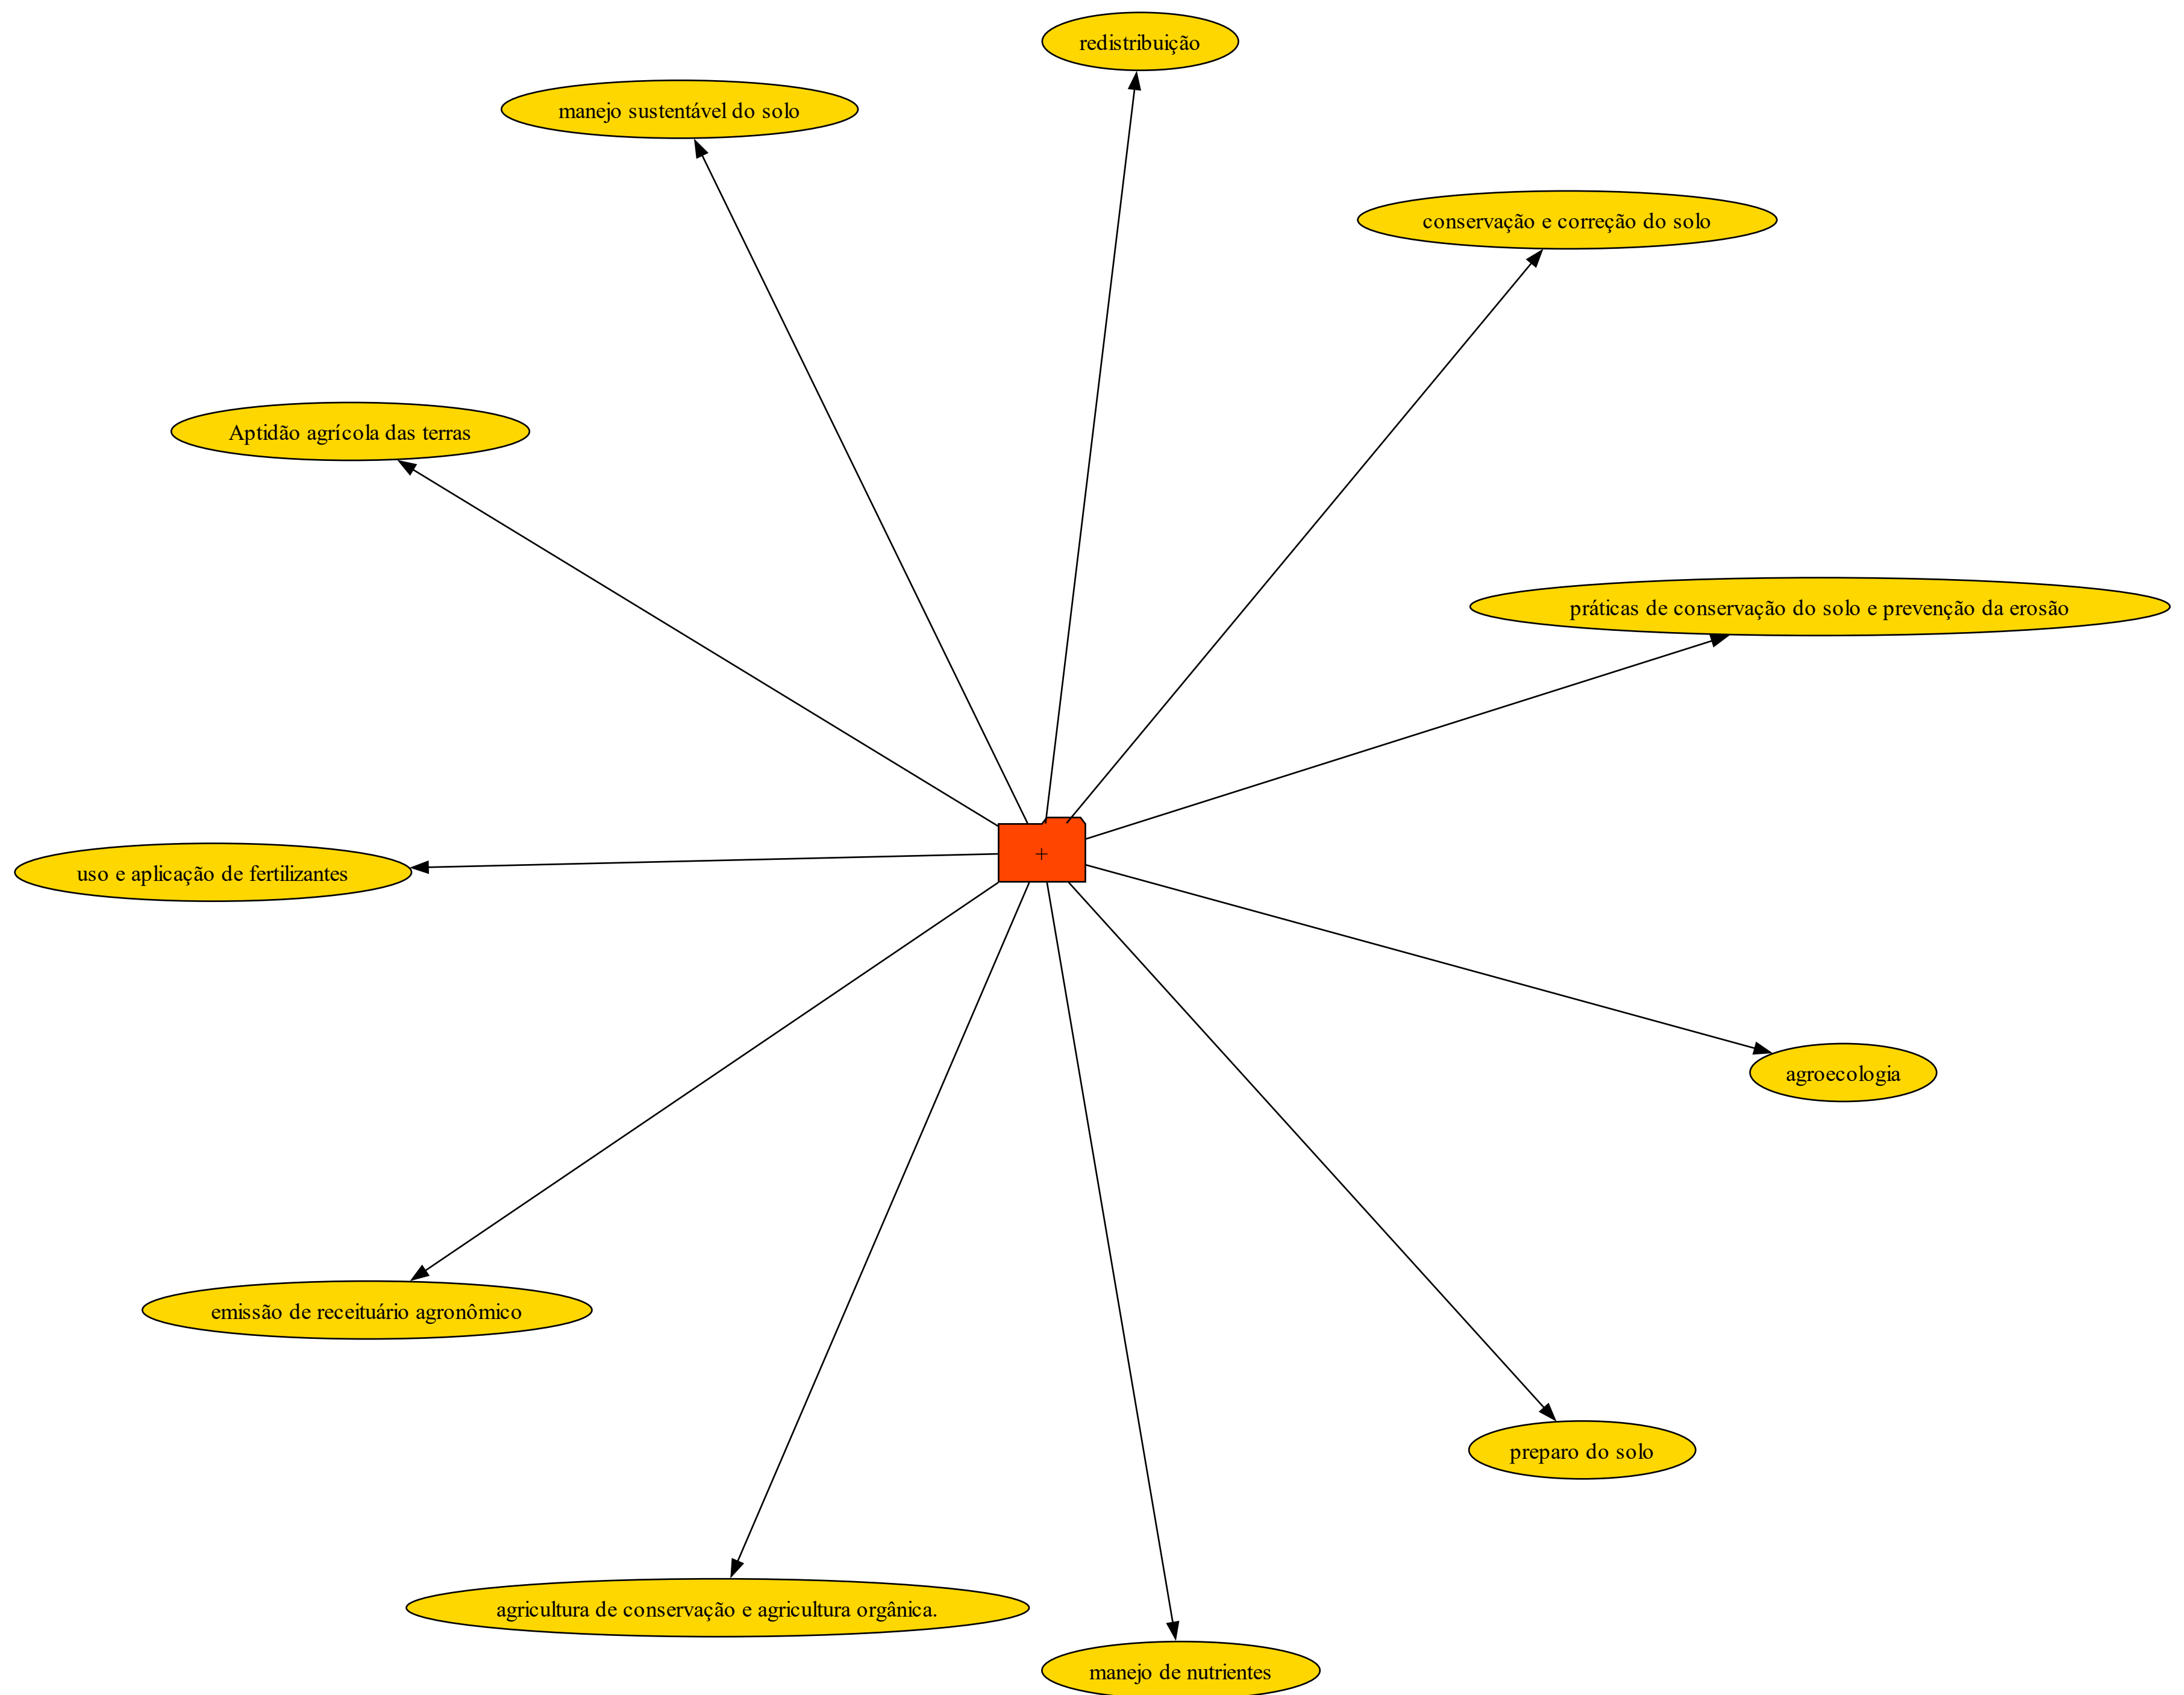 redistribuição
manejo sustentável do solo
conservação e correção do solo
Aptidão agrícola das terras
práticas de conservação do solo e prevenção da erosão
+
uso e aplicação de fertilizantes
agroecologia
emissão de receituário agronômico
preparo do solo
agricultura de conservação e agricultura orgânica.
manejo de nutrientes